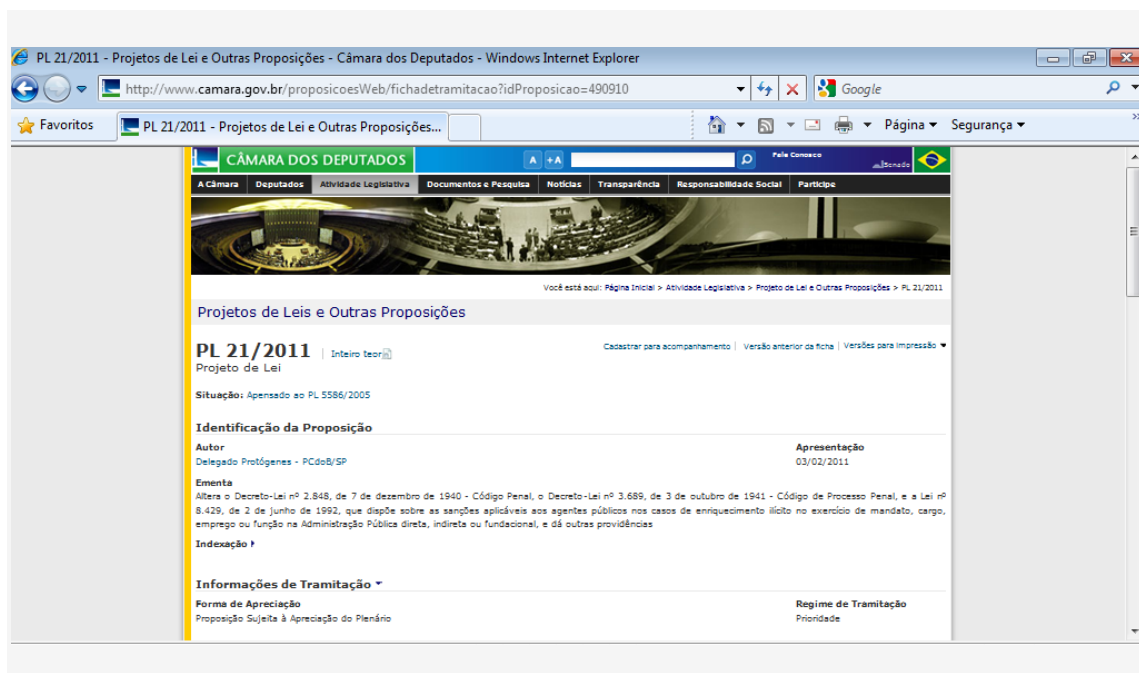 PL 21/2011 - Projetos de Lei e Outras Proposições - Câmara dos Deputados - Windows Internet Explorer
http://www.camara.gov.br/proposicoesWeb/fichadetramitacao?idProposicao=490910
Google
Favoritos
PL 21/2011 - Projetos de Lei e Outras Proposições...
Página
Segurança
CÂMARA DOS DEPUTADOS
A
+A
Fale Conosco
Senado
A Câmara
Deputados
Atividade Legislativa
Documentos e Pesquisa
Notícias
Transparência
Responsabilidade Social
Participe
Você está aqui: Página Inicial > Atividade Legislativa > Projeto de Lei e Outras Proposições > PL 21/2011
Projetos de Leis e Outras Proposições
PL 21/2011 | Inteiro teor
Cadastrar para acompanhamento | Versão anterior da ficha | Versões para impressão
Projeto de Lei
Situação: Apensado ao PL 5586/2005
Identificação da Proposição
Autor
Delegado Protógenes - PCdoB/SP
Apresentação
03/02/2011
Ementa
Altera o Decreto-Lei nº 2.848, de 7 de dezembro de 1940 - Código Penal, o Decreto-Lei nº 3.689, de 3 de outubro de 1941 - Código de Processo Penal, e a Lei nº
8.429, de 2 de junho de 1992, que dispõe sobre as sanções aplicáveis aos agentes públicos nos casos de enriquecimento ilícito no exercício de mandato, cargo,
emprego ou função na Administração Pública direta, indireta ou fundacional, e dá outras providências
Indexação
Informações de Tramitação
Forma de Apreciação
Proposição Sujeita à Apreciação do Plenário
Regime de Tramitação
Prioridade